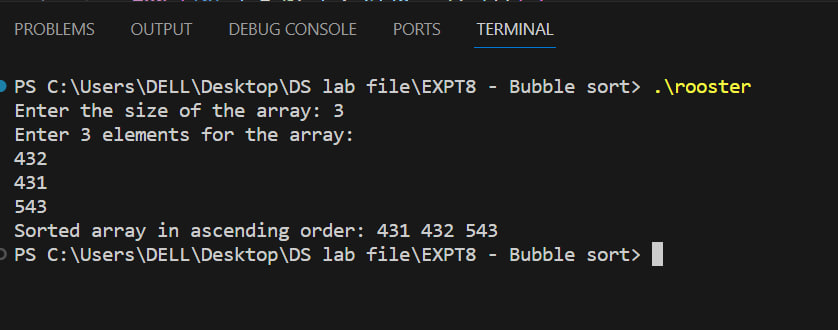 PROBLEMS OUTPUT DEBUG CONSOLE PORTS TERMINAL
PS C:\Users\DELL\Desktop\DS lab file\EXPT8 - Bubble sort> .\rooster
Enter the size of the array: 3
Enter 3 elements for the array:
432
431
543
Sorted array in ascending order: 431 432 543
PS C:\Users\DELL\Desktop\DS lab file\EXPT8 - Bubble sort>